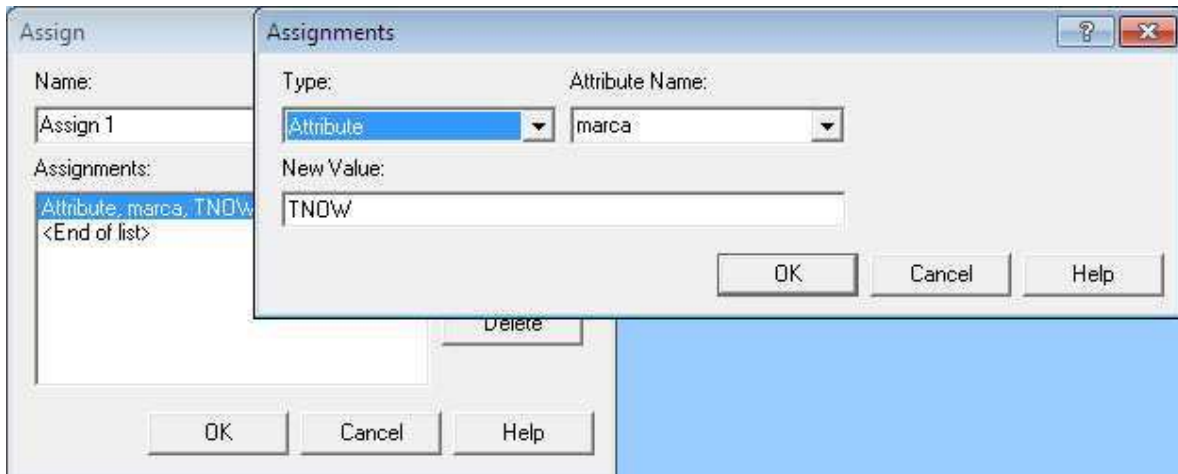 Assign
Name:
Assign 1
Assignments:
Attribute, marca, TNOW
<End of list>
Delete
OK Cancel Help
Assignments
?
Type: Attribute Name:
Attribute marca
New Value:
TNOW
OK Cancel Help